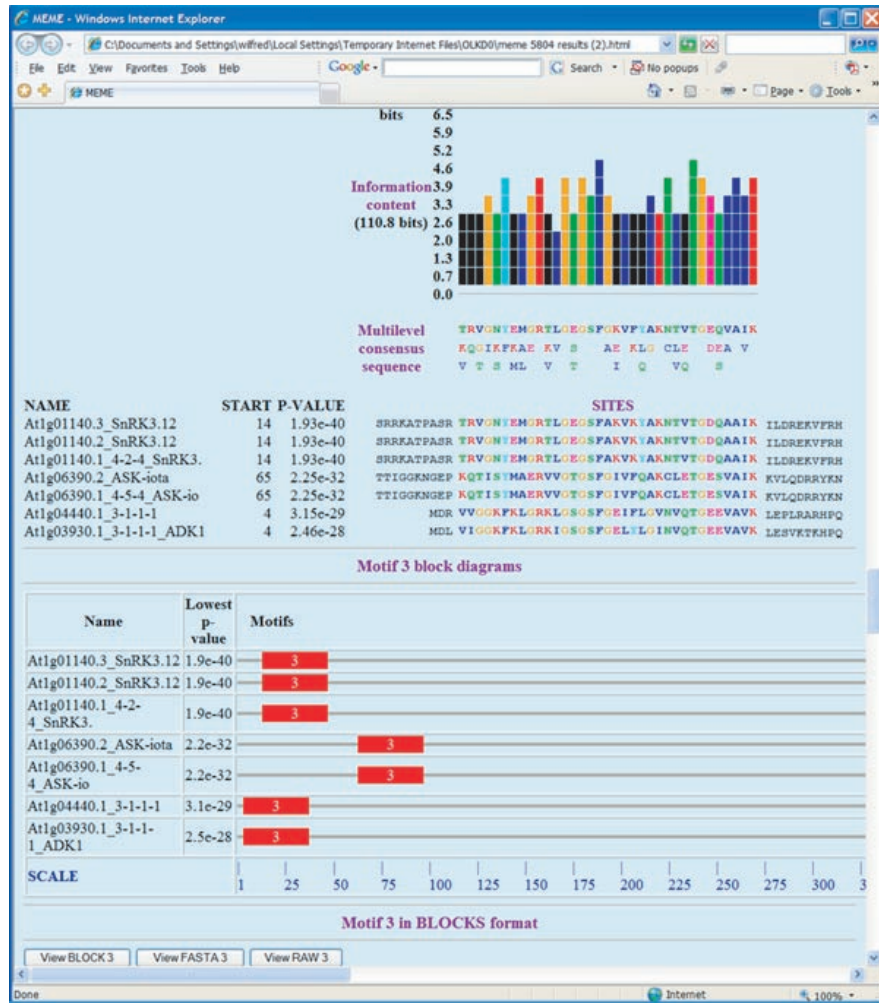 MEME - Windows Internet Explorer
C:\Documents and Settings\wilfred\Local Settings\Temporary Internet Files\OLKD0\meme 5804 results (2).html
File Edit View Favorites Tools Help Google Search No popups
MEME Page Tools
bits 6.5
5.9
5.2
4.6
Information 3.9
content 3.3
(110.8 bits) 2.6
2.0
1.3
0.7
0.0
Multilevel TRVGNYEMGRTLGEGSFGKVFYAKNTVTGEQVAIK
consensus KQGIKFKAE KV S AE KLG CLE DEA V
sequence V T S ML V T I Q VQ S
NAME START P-VALUE SITES
At1g01140.3_SnRK3.12 14 1.93e-40 SRRKATPASR TRVGNYEMGRTLGEGSFAKVKYAKNTVTGDQAAIK ILDREKVFRH
At1g01140.2_SnRK3.12 14 1.93e-40 SRRKATPASR TRVGNYEMGRTLGEGSFAKVKYAKNTVTGDQAAIK ILDREKVFRH
At1g01140.1_4-2-4_SnRK3. 14 1.93e-40 SRRKATPASR TRVGNYEMGRTLGEGSFAKVKYAKNTVTGDQAAIK ILDREKVFRH
At1g06390.2_ASK-iota 65 2.25e-32 TTIGGKNGEP KQTISYMAERVVGTGSFGIVFQAKCLETGESVAIK KVLQDRRYKN
At1g06390.1_4-5-4_ASK-io 65 2.25e-32 TTIGGKNGEP KQTISYMAERVVGTGSFGIVFQAKCLETGESVAIK KVLQDRRYKN
At1g04440.1_3-1-1-1 4 3.15e-29 MDR VVGGKFKLGRKLGSGSFGEIFLGVNVQTGEEVAVK LEPLRARHPQ
At1g03930.1_3-1-1-1_ADK1 4 2.46e-28 MDL VIGGKFKLGRKIGSGSFGELYLGINVQTGEEVAVK LESVKTKHPQ
Motif 3 block diagrams
Name Lowest p-value Motifs
At1g01140.3_SnRK3.12 1.9e-40 3
At1g01140.2_SnRK3.12 1.9e-40 3
At1g01140.1_4-2-
4_SnRK3. 1.9e-40 3
At1g06390.2_ASK-iota 2.2e-32 3
At1g06390.1_4-5-
4_ASK-io 2.2e-32 3
At1g04440.1_3-1-1-1 3.1e-29 3
At1g03930.1_3-1-1-
1_ADK1 2.5e-28 3
SCALE 1 25 50 75 100 125 150 175 200 225 250 275 300 3
Motif 3 in BLOCKS format
View BLOCK 3 View FASTA 3 View RAW 3
Done Internet 100%